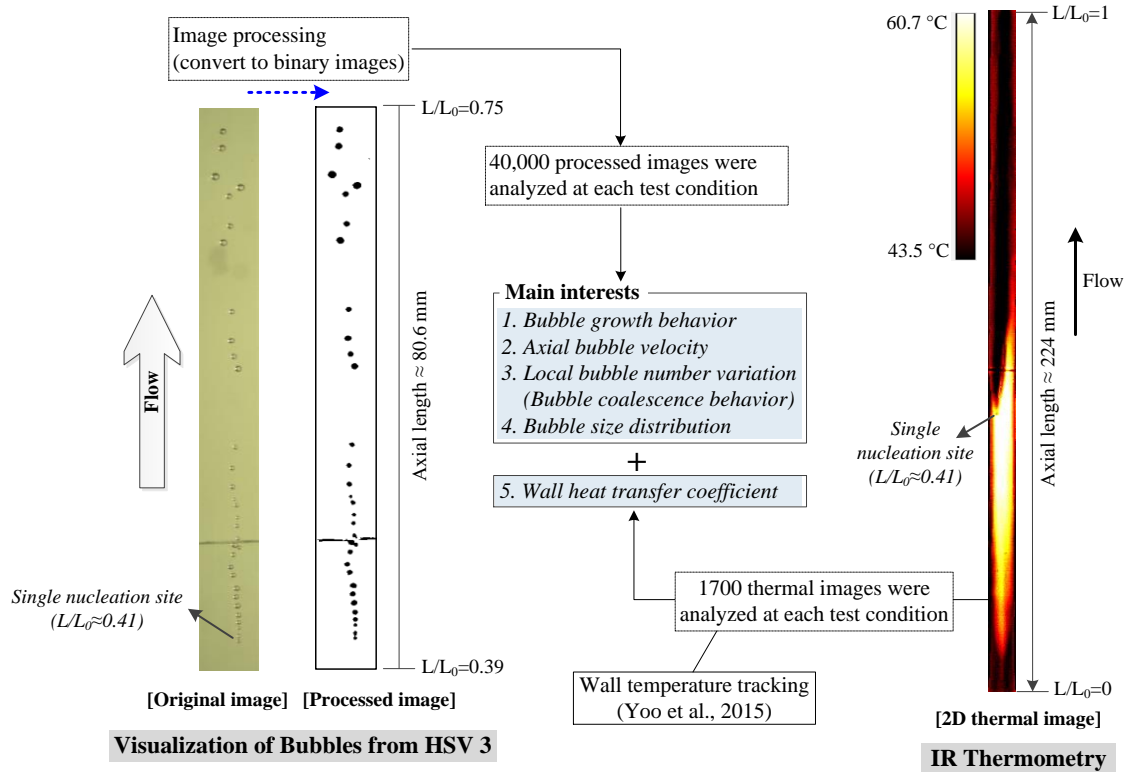 Image processing
(convert to binary images)
L/L₀=0.75
40,000 processed images were
analyzed at each test condition
Main interests
1. Bubble growth behavior
2. Axial bubble velocity
3. Local bubble number variation
(Bubble coalescence behavior)
4. Bubble size distribution
+
5. Wall heat transfer coefficient
Flow
Axial length ≈ 80.6 mm
Single nucleation site
(L/L₀≈0.41)
L/L₀=0.39
[Original image]
[Processed image]
Visualization of Bubbles from HSV 3
1700 thermal images were
analyzed at each test condition
Wall temperature tracking
(Yoo et al., 2015)
60.7 °C
43.5 °C
L/L₀=1
Flow
Axial length ≈ 224 mm
Single
nucleation site
(L/L₀≈0.41)
L/L₀=0
[2D thermal image]
IR Thermometry